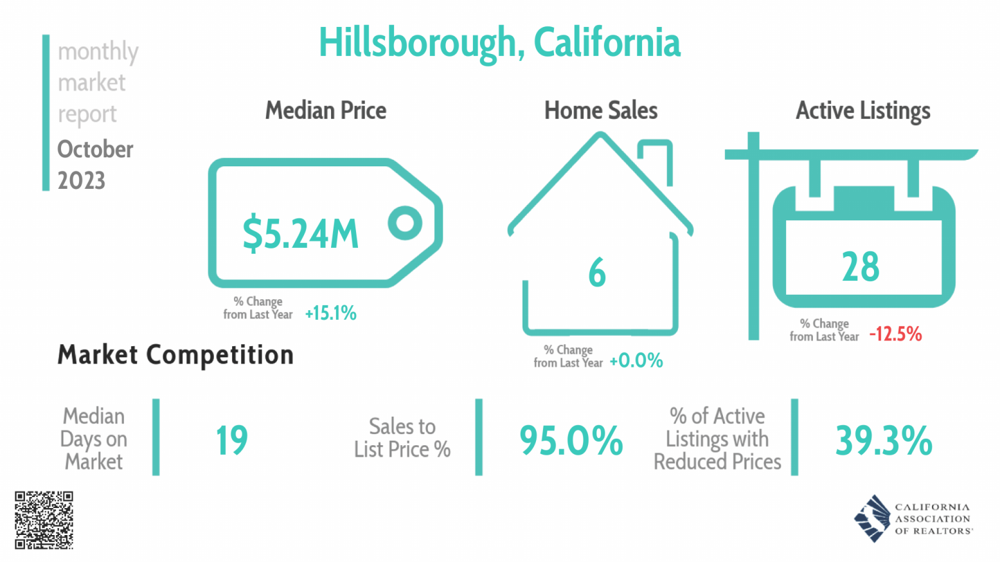 Hillsborough, California
monthly
market
report
October
2023
Median Price
$5.24M
% Change
from Last Year +15.1%
Home Sales
6
% Change
from Last Year +0.0%
Active Listings
28
% Change
from Last Year -12.5%
Market Competition
Median
Days on
Market
19
Sales to
List Price %
95.0%
% of Active
Listings with
Reduced Prices
39.3%
CALIFORNIA
ASSOCIATION
OF REALTORS®